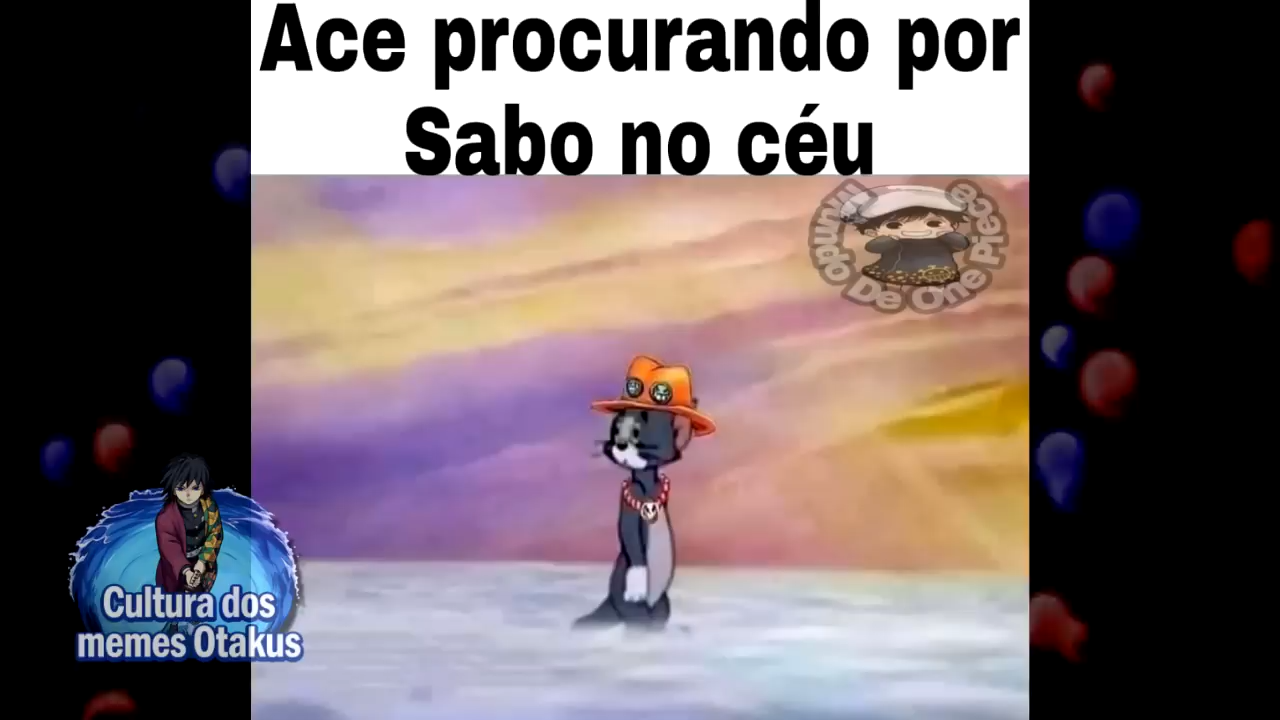 Ace procurando por
Sabo no céu
Mundo De One Piece
Cultura dos
memes Otakus